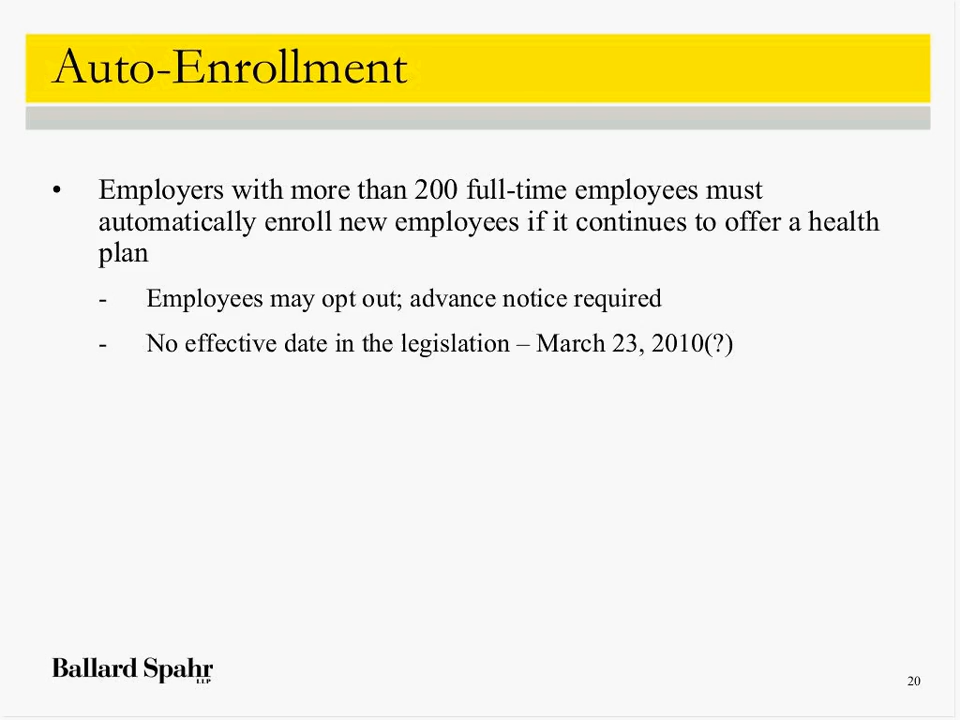 Auto-Enrollment
• Employers with more than 200 full-time employees must
automatically enroll new employees if it continues to offer a health
plan
- Employees may opt out; advance notice required
- No effective date in the legislation – March 23, 2010(?)
Ballard Spahr
LLP
20